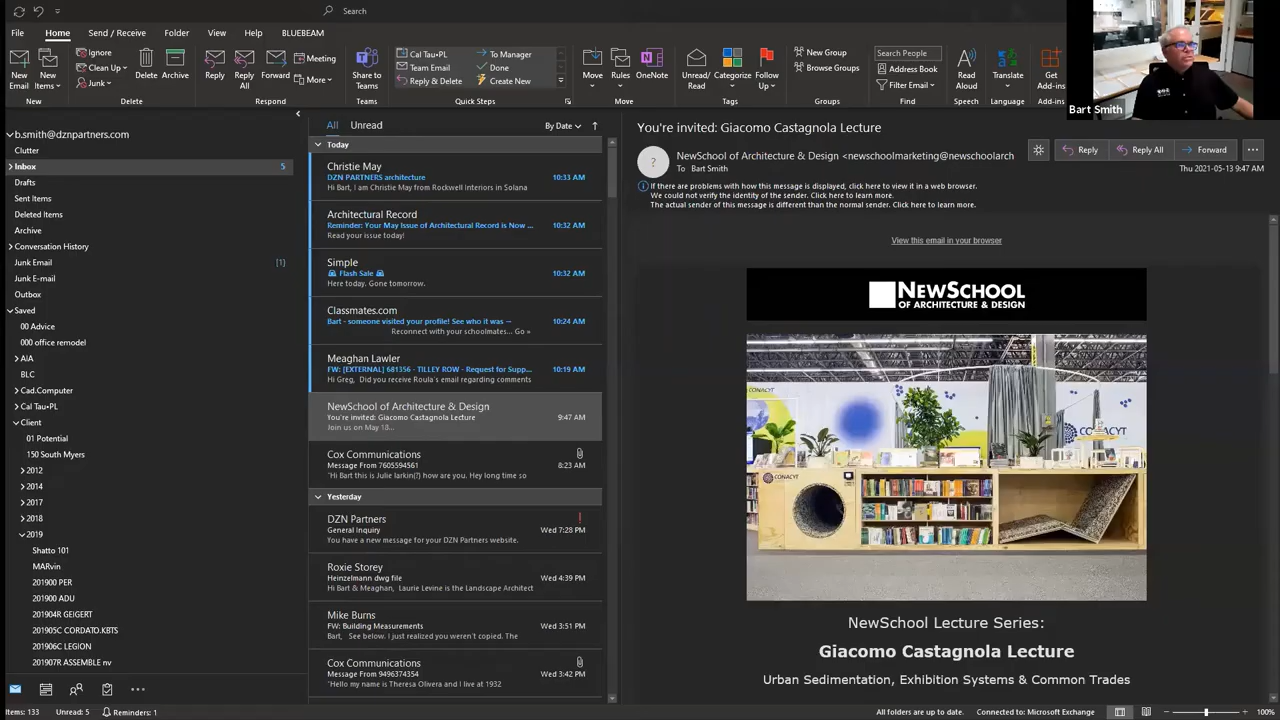 Search
File Home Send / Receive Folder View Help BLUEBEAM
New Email
New Items
New
Ignore
Clean Up
Junk
Delete
Archive
Delete
Reply
Reply All
Forward
Meeting
More
Respond
Share to Teams
Teams
Cal Tau•PL
Team Email
Reply & Delete
To Manager
Done
Create New
Quick Steps
Move
Rules
OneNote
Move
Unread/ Read
Categorize
Follow Up
Tags
New Group
Browse Groups
Groups
Search People
Address Book
Filter Email
Find
Read Aloud
Speech
Translate
Language
Get Add-ins
Add-ins
Bart Smith
b.smith@dznpartners.com
Clutter
Inbox 5
Drafts
Sent Items
Deleted Items
Archive
Conversation History
Junk Email [1]
Junk E-mail
Outbox
Saved
00 Advice
000 office remodel
AIA
BLC
Cad.Computer
Cal Tau•PL
Client
01 Potential
150 South Myers
2012
2014
2017
2018
2019
Shatto 101
MARvin
201900 PER
201900 ADU
201904R GEIGERT
201905C CORDATO.KBTS
201906C LEGION
201907R ASSEMBLE nv
All Unread By Date
Today
Christie May
DZN PARTNERS architecture 10:33 AM
Hi Bart, I am Christie May from Rockwell Interiors in Solana
Architectural Record
Reminder: Your May Issue of Architectural Record is Now ... 10:32 AM
Read your issue today!
Simple
Flash Sale 10:32 AM
Here today. Gone tomorrow.
Classmates.com
Bart - someone visited your profile! See who it was — 10:24 AM
Reconnect with your schoolmates... Go »
Meaghan Lawler
FW: [EXTERNAL] 681356 - TILLEY ROW - Request for Supp... 10:19 AM
Hi Greg, Did you receive Roula's email regarding comments
NewSchool of Architecture & Design
You're invited: Giacomo Castagnola Lecture 9:47 AM
Join us on May 18...
Cox Communications
Message From 7605594561 8:23 AM
"Hi Bart this is Julie larkin(?) how are you. Hey long time so
Yesterday
DZN Partners
General Inquiry Wed 7:28 PM
You have a new message for your DZN Partners website.
Roxie Storey
Heinzelmann dwg file Wed 4:39 PM
Hi Bart & Meaghan, Laurie Levine is the Landscape Architect
Mike Burns
FW: Building Measurements Wed 3:51 PM
Bart, See below. I just realized you weren't copied. The
Cox Communications
Message From 9496374354 Wed 3:42 PM
"Hello my name is Theresa Olivera and I live at 1932
You're invited: Giacomo Castagnola Lecture
?
NewSchool of Architecture & Design <newschoolmarketing@newschoolarch
To Bart Smith
Reply Reply All Forward
Thu 2021-05-13 9:47 AM
If there are problems with how this message is displayed, click here to view it in a web browser.
We could not verify the identity of the sender. Click here to learn more.
The actual sender of this message is different than the normal sender. Click here to learn more.
View this email in your browser
NEWSCHOOL
OF ARCHITECTURE & DESIGN
CONACYT
CONACYT
CONACYT
NewSchool Lecture Series:
Giacomo Castagnola Lecture
Urban Sedimentation, Exhibition Systems & Common Trades
Items: 133 Unread: 5 Reminders: 1 All folders are up to date. Connected to: Microsoft Exchange 100%